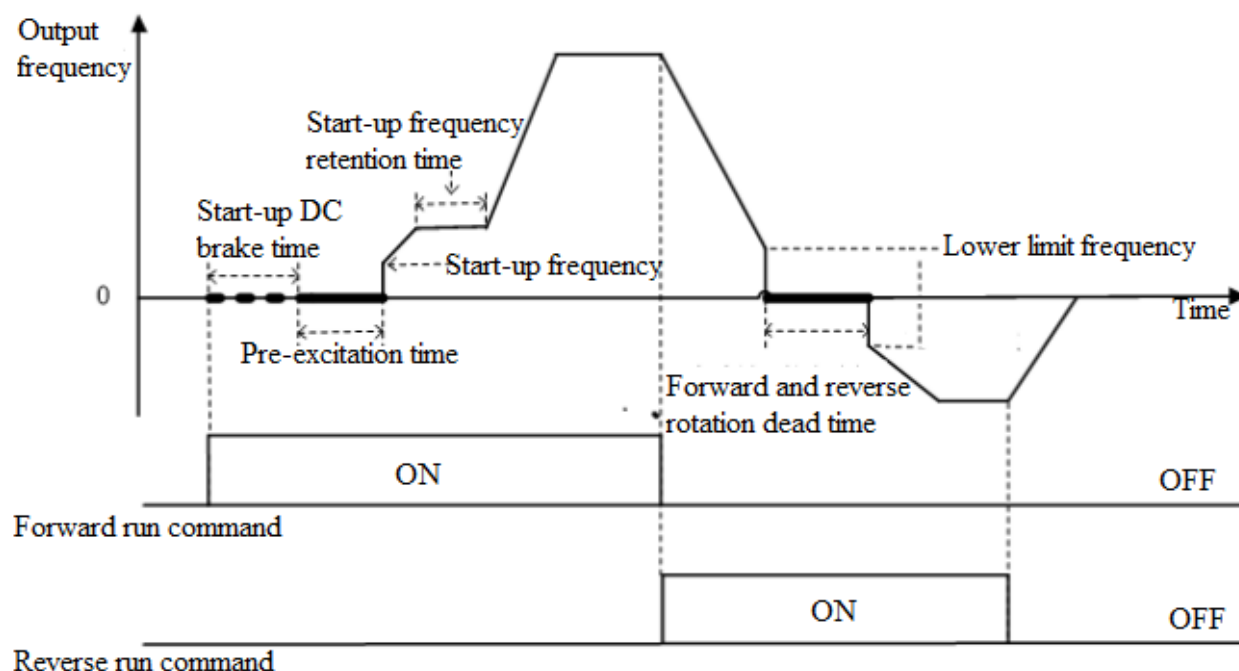 Output
frequency
Start-up frequency
retention time
Start-up DC
brake time
Start-up frequency
Lower limit frequency
0
Time
Pre-excitation time
Forward and reverse
rotation dead time
ON
OFF
Forward run command
ON
OFF
Reverse run command